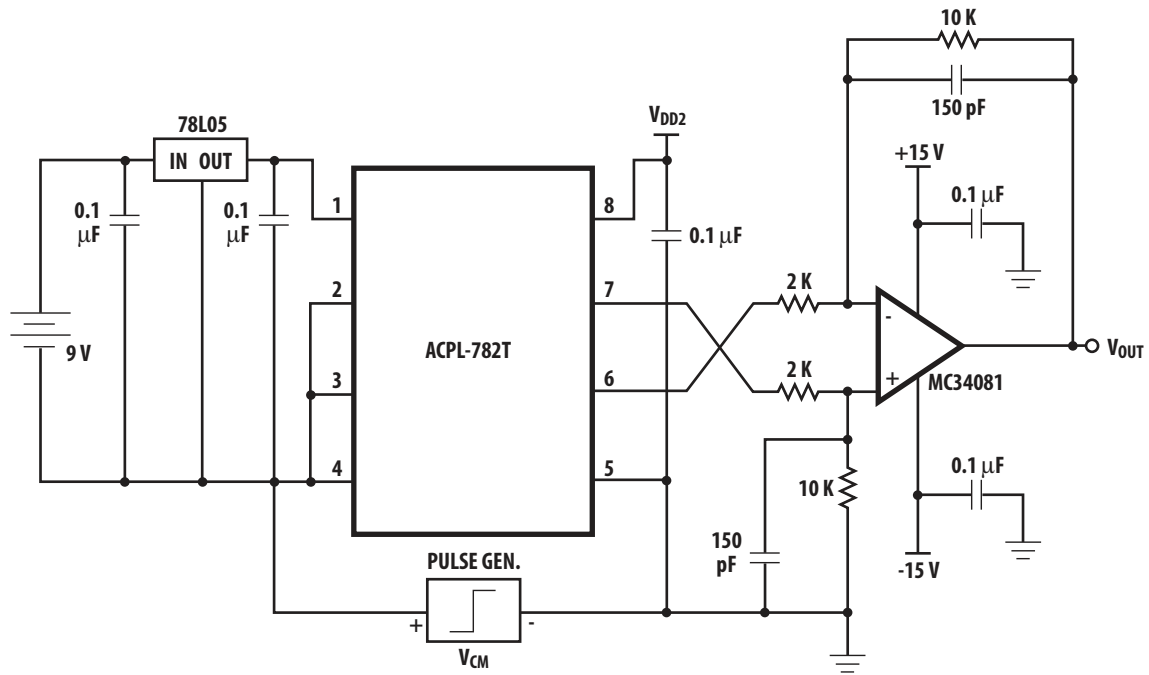 10 K
150 pF
78L05
IN OUT
VDD2
+15 V
0.1
μF
0.1
μF
1
8
0.1 μF
0.1 μF
2
7
2 K
-
9 V
ACPL-782T
VOUT
3
6
2 K
+
MC34081
4
5
0.1 μF
10 K
150
pF
-15 V
PULSE GEN.
+
-
VCM